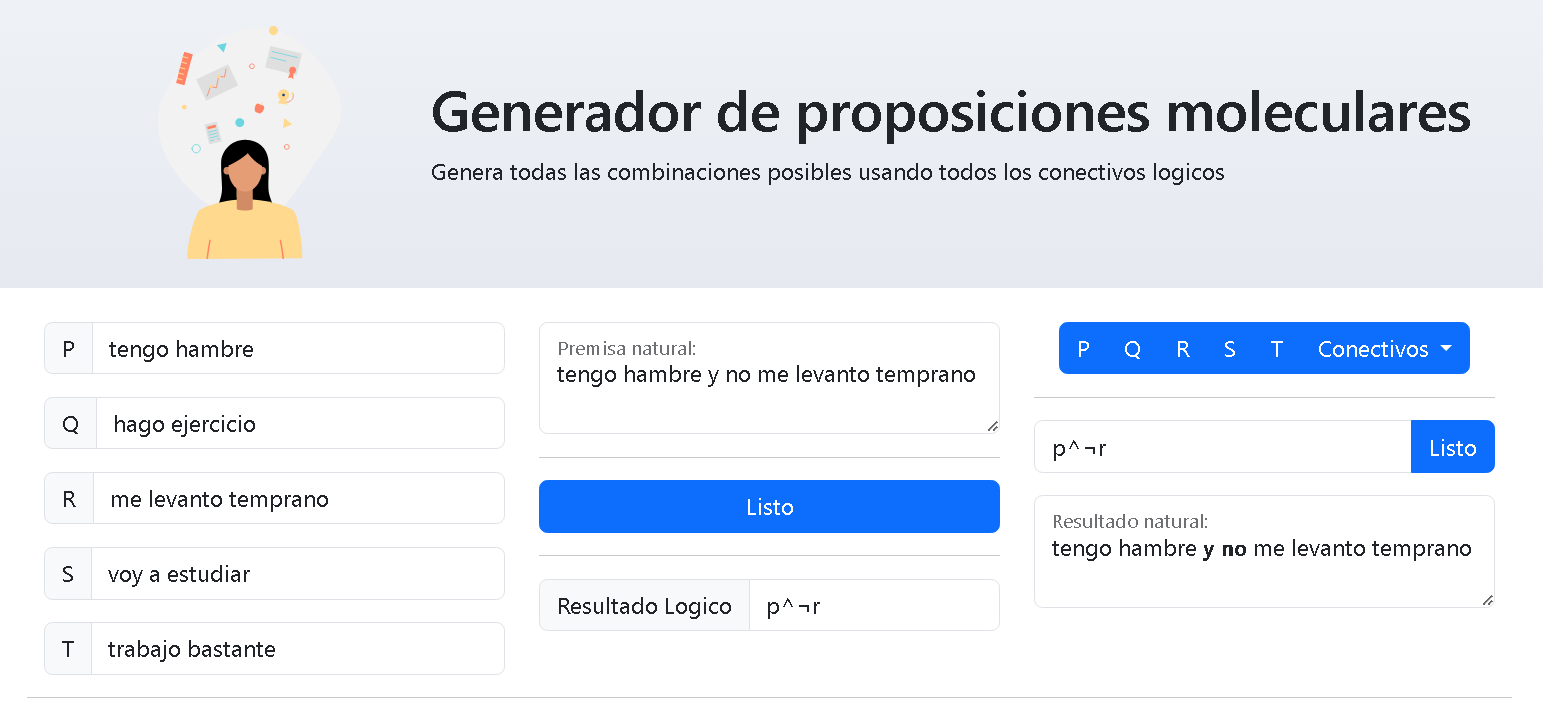 Generador de proposiciones moleculares
Genera todas las combinaciones posibles usando todos los conectivos logicos
P tengo hambre
Q hago ejercicio
R me levanto temprano
S voy a estudiar
T trabajo bastante
Premisa natural:
tengo hambre y no me levanto temprano
Listo
Resultado Logico p^¬r
P Q R S T Conectivos
p^¬r Listo
Resultado natural:
tengo hambre y no me levanto temprano